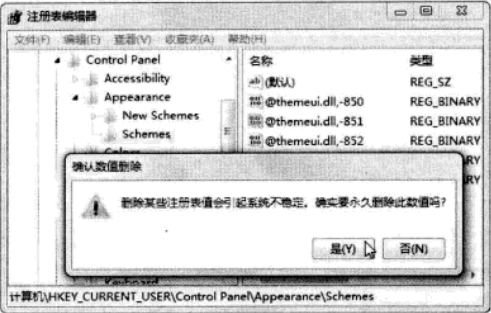 注册表编辑器
文件(F) 编辑(E) 查看(V) 收藏夹(A) 帮助(H)
Control Panel
Accessibility
Appearance
New Schemes
Schemes
名称 类型
(默认) REG_SZ
@themeui.dll,-850 REG_BINARY
@themeui.dll,-851 REG_BINARY
@themeui.dll,-852 REG_BINARY
确认数值删除
删除某些注册表值会引起系统不稳定。确实要永久删除此数值吗?
是(Y) 否(N)
Keyboard
计算机\HKEY_CURRENT_USER\Control Panel\Appearance\Schemes